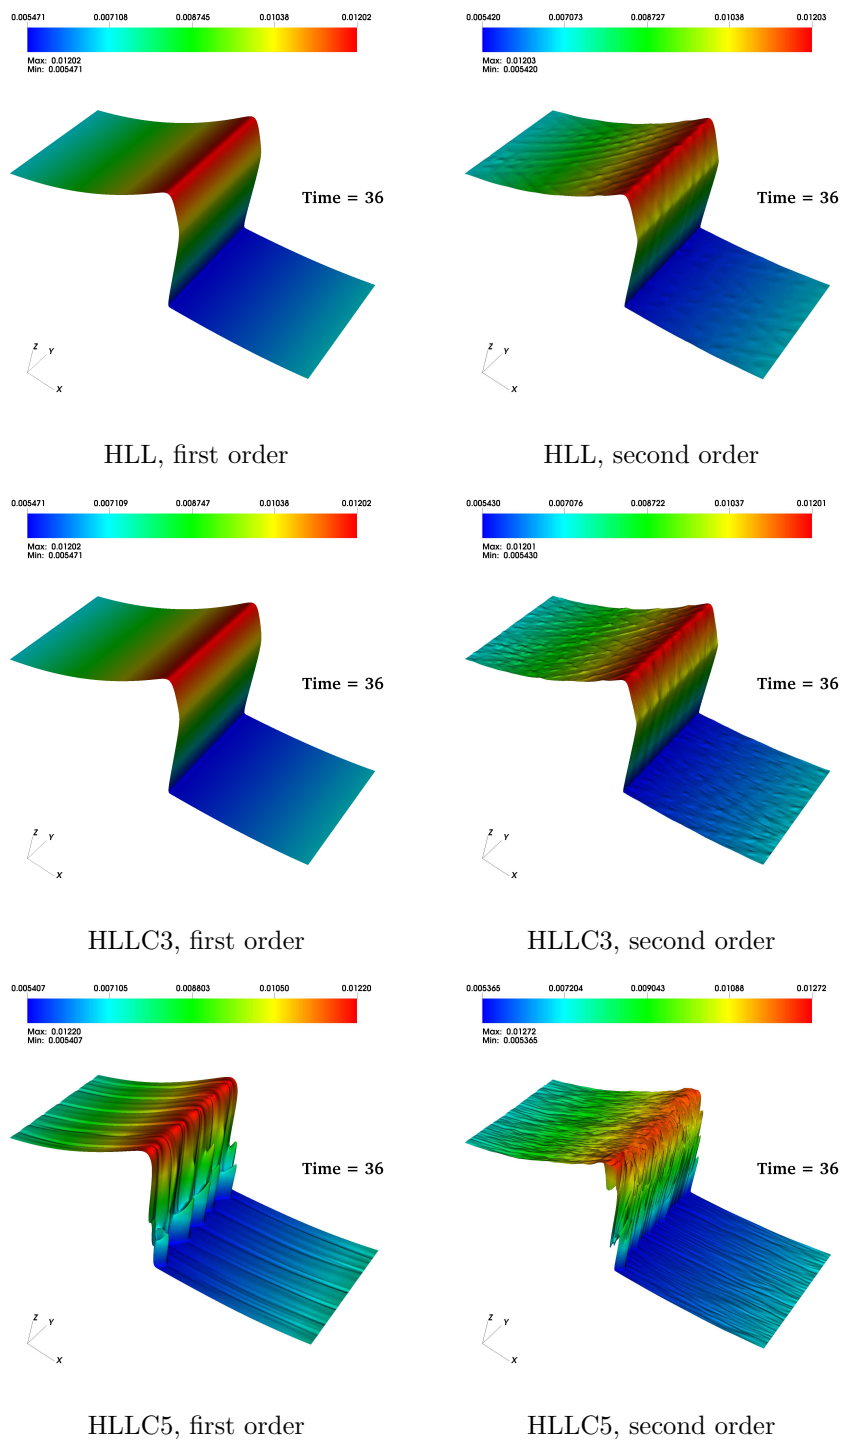 0.005471 0.007108 0.008745 0.01038 0.01202
Max: 0.01202
Min: 0.005471
Time = 36
Z
Y
X
HLL, first order
0.005420 0.007073 0.008727 0.01038 0.01203
Max: 0.01203
Min: 0.005420
Time = 36
Z
Y
X
HLL, second order
0.005471 0.007109 0.008747 0.01038 0.01202
Max: 0.01202
Min: 0.005471
Time = 36
Z
Y
X
HLLC3, first order
0.005430 0.007076 0.008722 0.01037 0.01201
Max: 0.01201
Min: 0.005430
Time = 36
Z
Y
X
HLLC3, second order
0.005407 0.007105 0.008803 0.01050 0.01220
Max: 0.01220
Min: 0.005407
Time = 36
Z
Y
X
HLLC5, first order
0.005365 0.007204 0.009043 0.01088 0.01272
Max: 0.01272
Min: 0.005365
Time = 36
Z
Y
X
HLLC5, second order